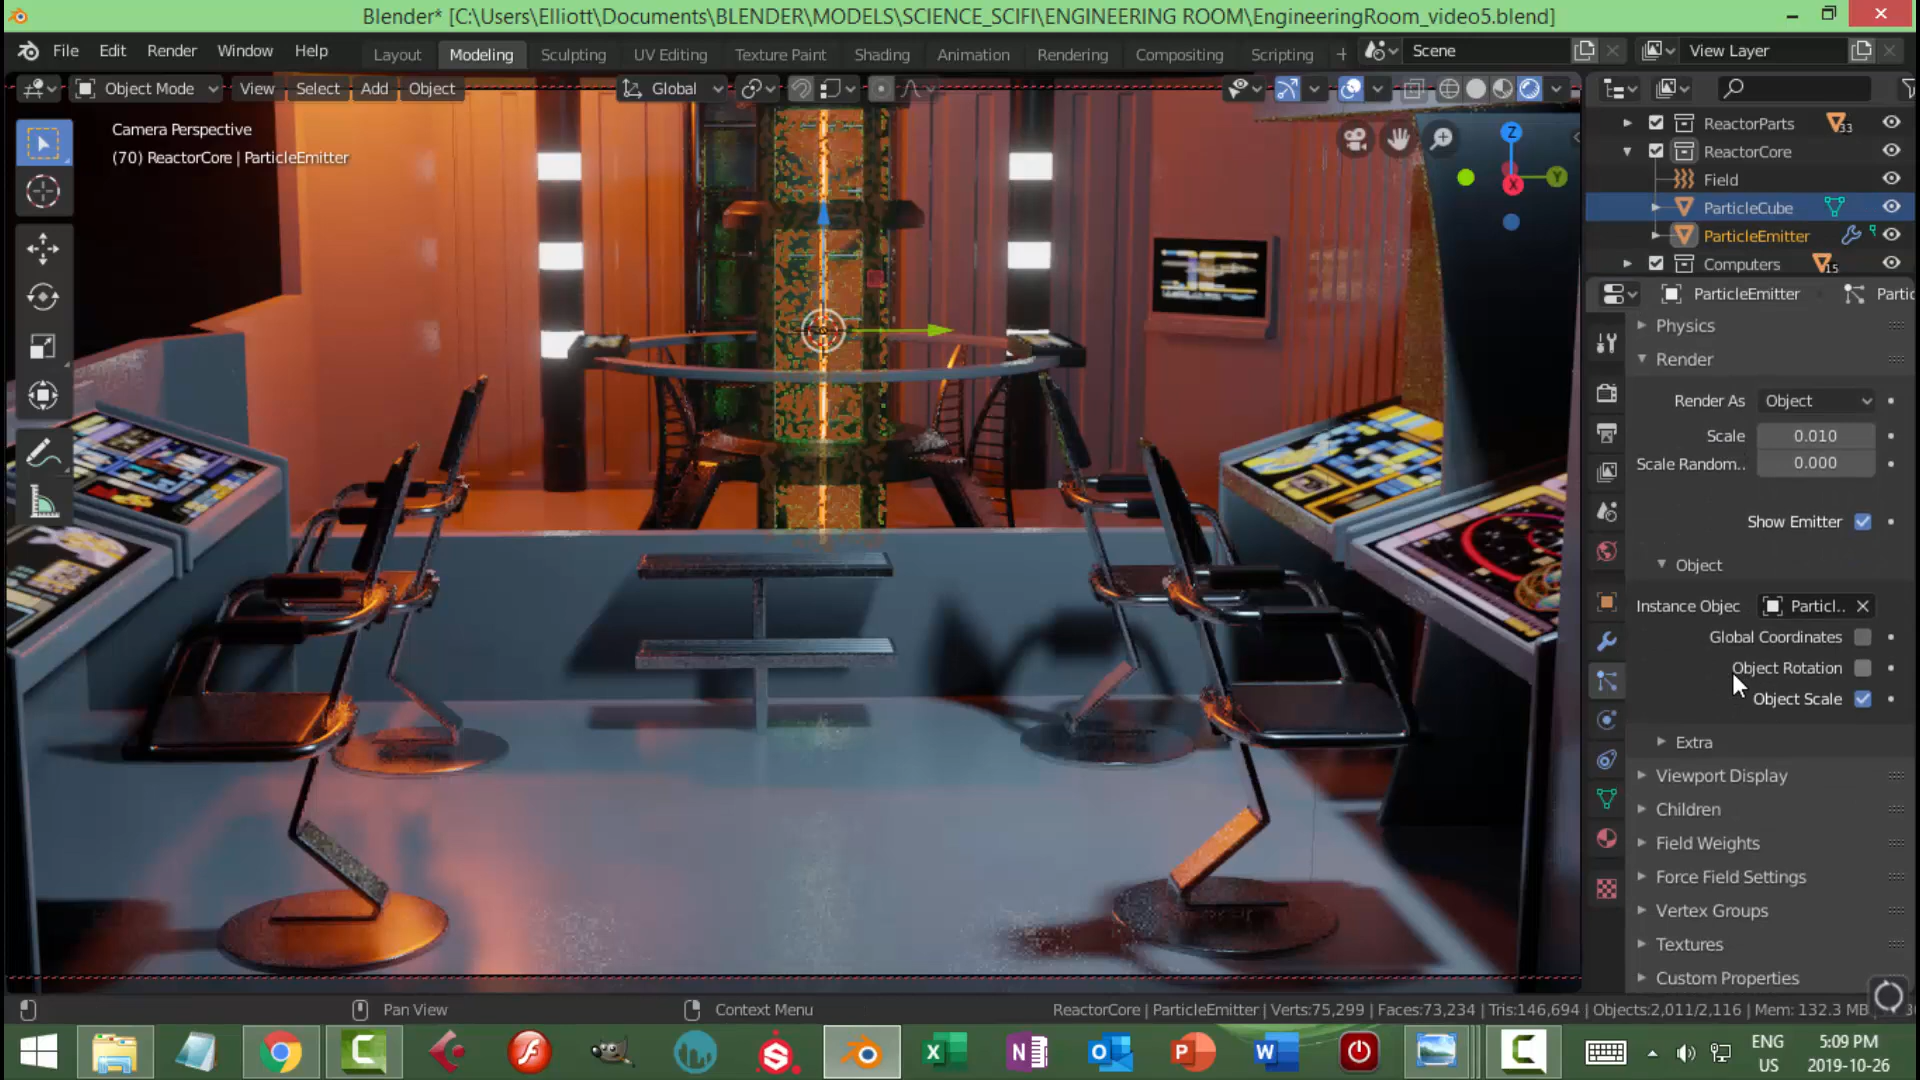 Blender* [C:\Users\Elliott\Documents\BLENDER\MODELS\SCIENCE_SCIFI\ENGINEERING ROOM\EngineeringRoom_video5.blend]
File Edit Render Window Help
Layout Modeling Sculpting UV Editing Texture Paint Shading Animation Rendering Compositing Scripting +
Scene
View Layer
Object Mode View Select Add Object
Global
Camera Perspective
(70) ReactorCore | ParticleEmitter
Z
Y
X
ReactorParts 33
ReactorCore
Field
ParticleCube
ParticleEmitter
Computers 15
ParticleEmitter Partic
Physics
Render
Render As Object
Scale 0.010
Scale Random.. 0.000
Show Emitter
Object
Instance Objec Particl..
Global Coordinates
Object Rotation
Object Scale
Extra
Viewport Display
Children
Field Weights
Force Field Settings
Vertex Groups
Textures
Custom Properties
Pan View
Context Menu
ReactorCore | ParticleEmitter | Verts:75,299 | Faces:73,234 | Tris:146,694 | Objects:2,011/2,116 | Mem: 132.3 MB
ENG
US
5:09 PM
2019-10-26